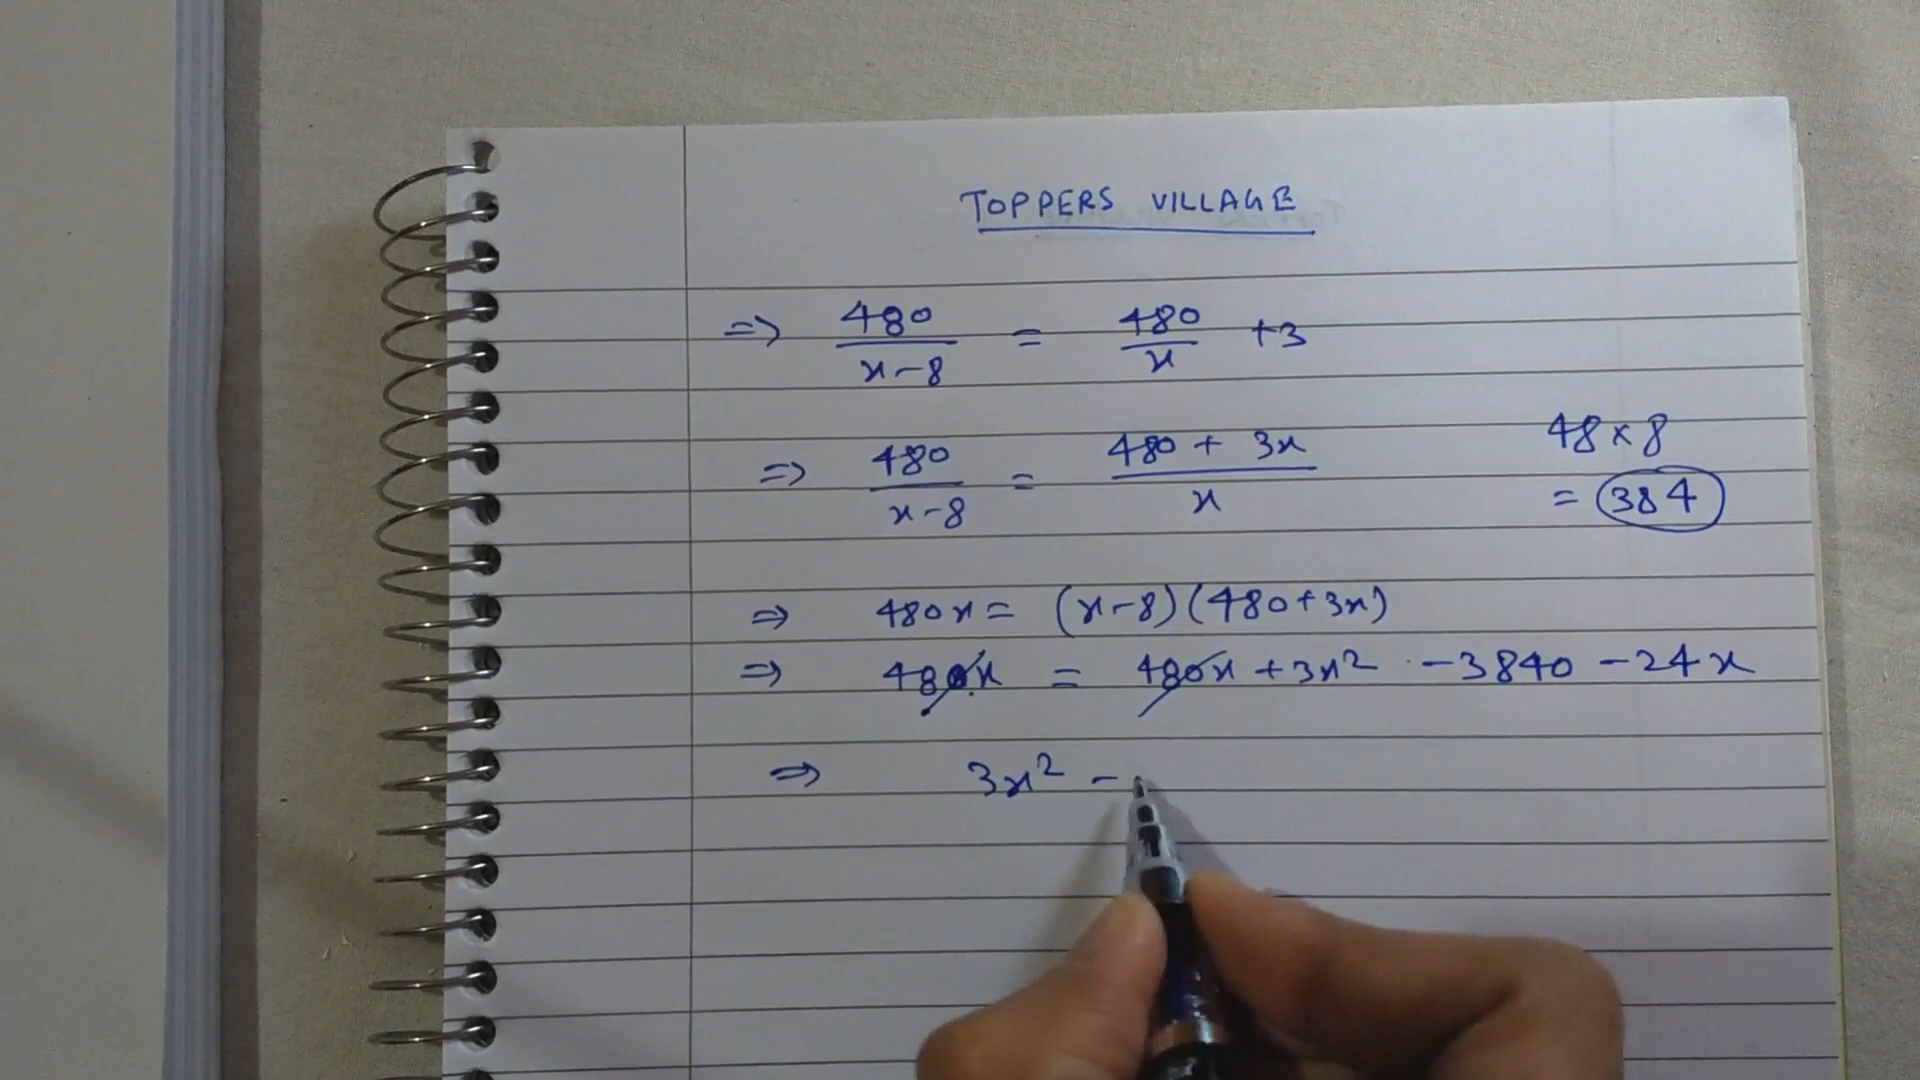 TOPPERS VILLAGE
⇒ 480/(x-8) = 480/x +3
⇒ 480/(x-8) = (480 + 3x)/x
48 × 8
= 384
⇒ 480x = (x-8)(480+3x)
⇒ 480x = 480x + 3x² - 3840 - 24x
⇒ 3x² -